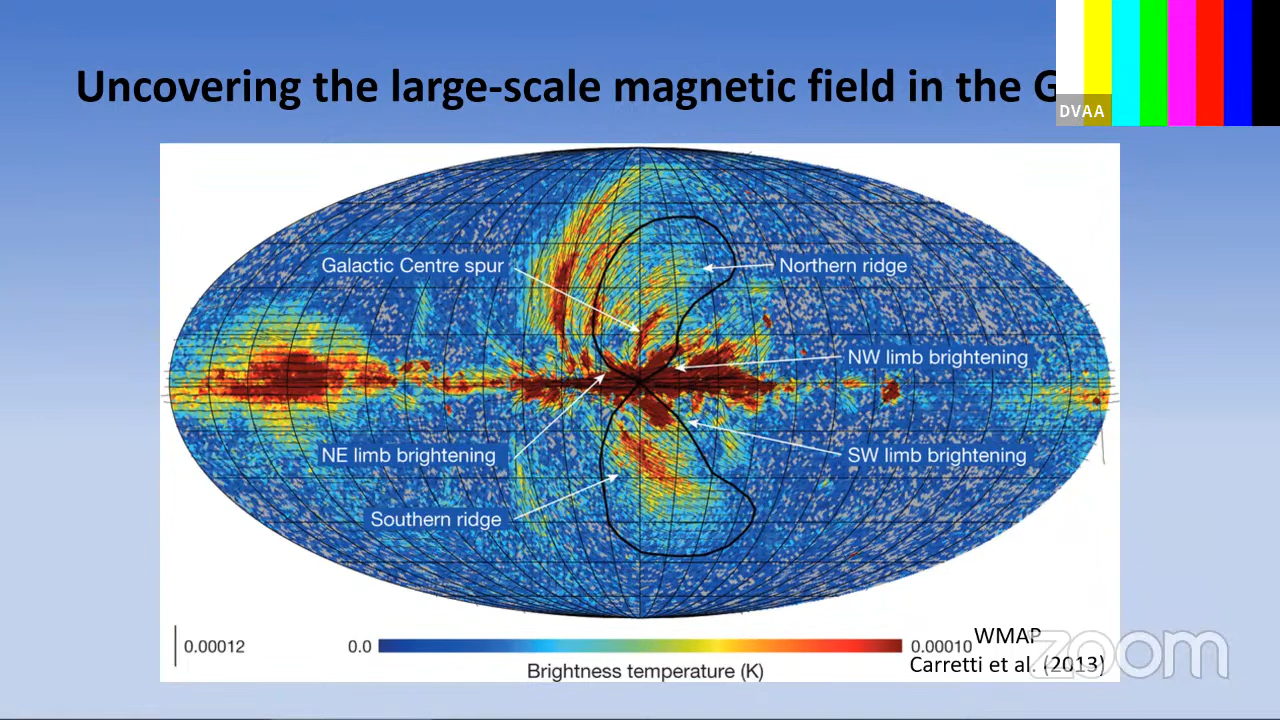 Uncovering the large-scale magnetic field in the G
DVAA
Galactic Centre spur
Northern ridge
NW limb brightening
NE limb brightening
SW limb brightening
Southern ridge
0.00012
0.0
0.00010
Brightness temperature (K)
WMAP
Carretti et al. (2013)
zoom